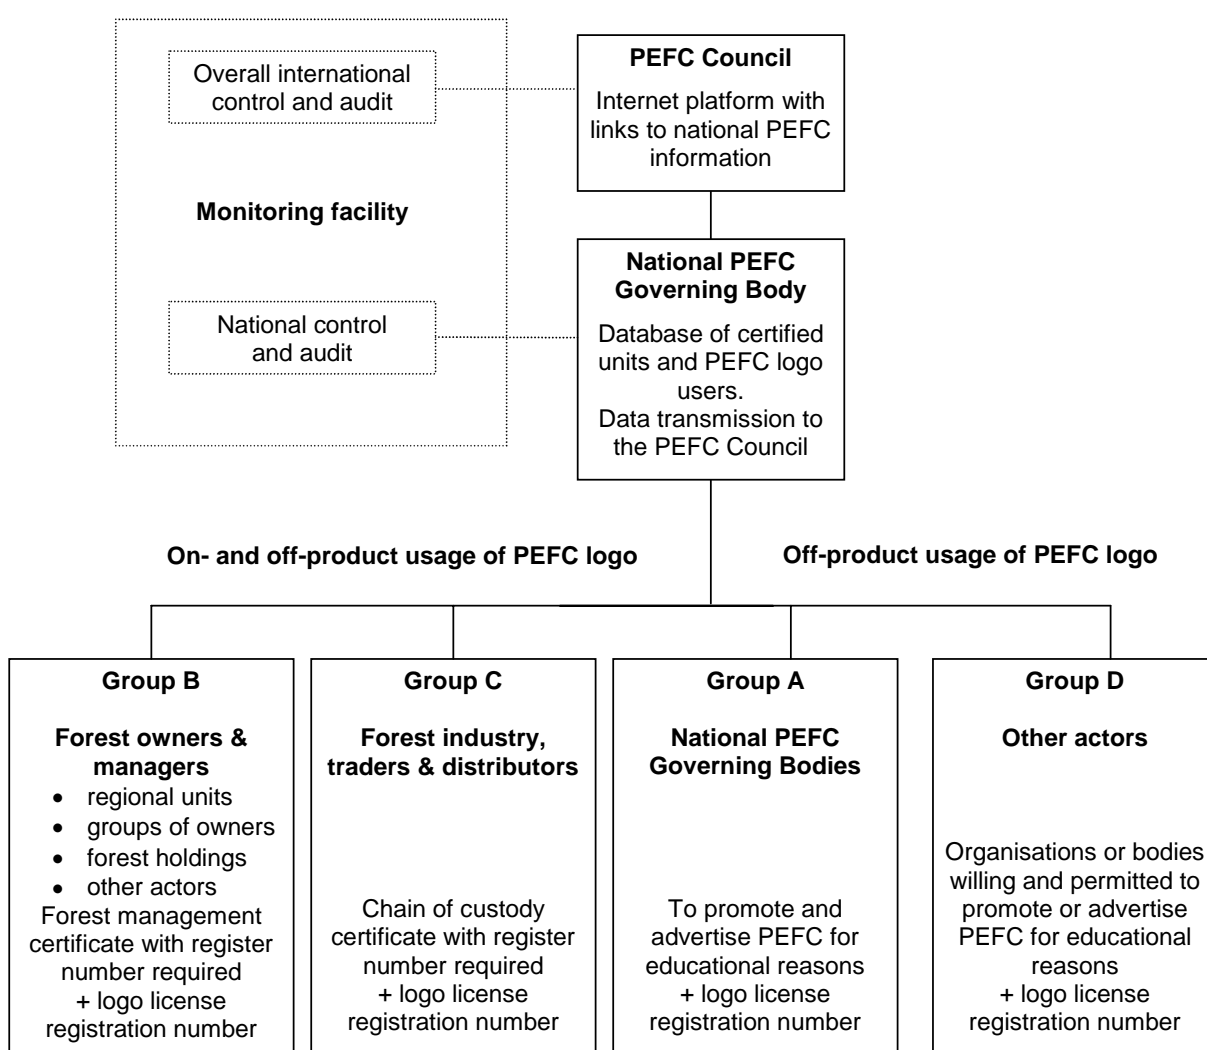 Overall international
control and audit
PEFC Council
Internet platform with
links to national PEFC
information
Monitoring facility
National control
and audit
National PEFC
Governing Body
Database of certified
units and PEFC logo
users.
Data transmission to
the PEFC Council
On- and off-product usage of PEFC logo
Off-product usage of PEFC logo
Group B
Forest owners &
managers
• regional units
• groups of owners
• forest holdings
• other actors
Forest management
certificate with register
number required
+ logo license
registration number
Group C
Forest industry,
traders & distributors
Chain of custody
certificate with register
number required
+ logo license
registration number
Group A
National PEFC
Governing Bodies
To promote and
advertise PEFC for
educational reasons
+ logo license
registration number
Group D
Other actors
Organisations or bodies
willing and permitted to
promote or advertise
PEFC for educational
reasons
+ logo license
registration number